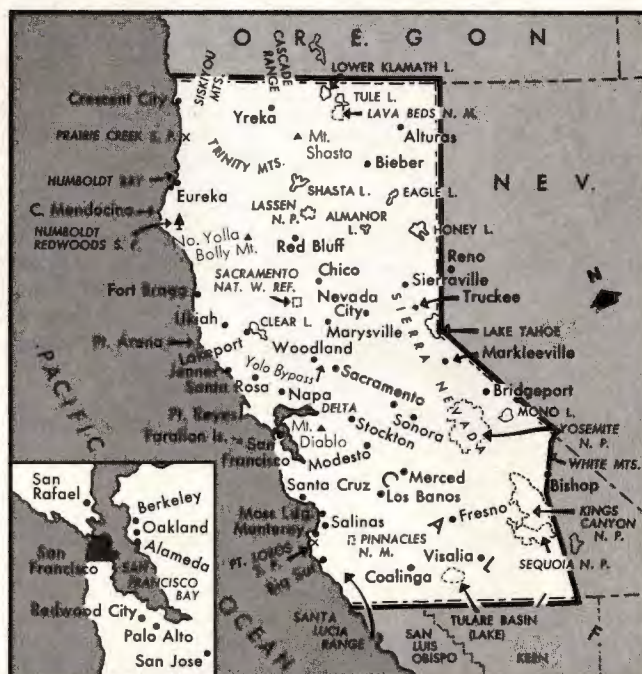 OREGON
CASCADE
RANGE
SISKIYOU
MTS.
LOWER KLAMATH L.
Crescent City
TULE L.
Yreka
LAVA BEDS N. M.
PRAIRIE CREEK S. P.
Mt.
Shasta
Alturas
TRINITY MTS.
Bieber
NEV.
HUMBOLDT BAY
Eureka
SHASTA L.
EAGLE L.
C. Mendocino
LASSEN
N. P.
ALMANOR
L.
HUMBOLDT
REDWOODS S. P.
HONEY L.
No. Yolla
Bolly Mt.
Red Bluff
Reno
SACRAMENTO
NAT. W. REF.
Chico
Sierraville
N
Fort Bragg
Nevada
City
Truckee
Ukiah
CLEAR L.
Marysville
SIERRA NEVADA
LAKE TAHOE
Pt. Arena
Lakeport
Woodland
Markleeville
Jenner
Yolo Bypass
Sacramento
Santa Rosa
Napa
Bridgeport
Pt. Reyes
DELTA
MONO L.
Farallon Is.
Mt.
Diablo
Stockton
Sonora
YOSEMITE
N. P.
San
Francisco
Modesto
WHITE MTS.
Santa Cruz
Merced
Bishop
Los Banos
Moss Ldg.
Monterey
Salinas
Fresno
KINGS
CANYON
N. P.
PT. LOBOS
S. P.
PINNACLES
N. M.
Big Sur
Visalia
SEQUOIA N. P.
Coalinga
CALIF
SANTA
LUCIA
RANGE
TULARE BASIN
(LAKE)
SAN
LUIS
OBISPO
KERN
PACIFIC
OCEAN
San
Rafael
Berkeley
Oakland
Alameda
San
Francisco
SAN
FRANCISCO
BAY
Redwood City
Palo Alto
San Jose